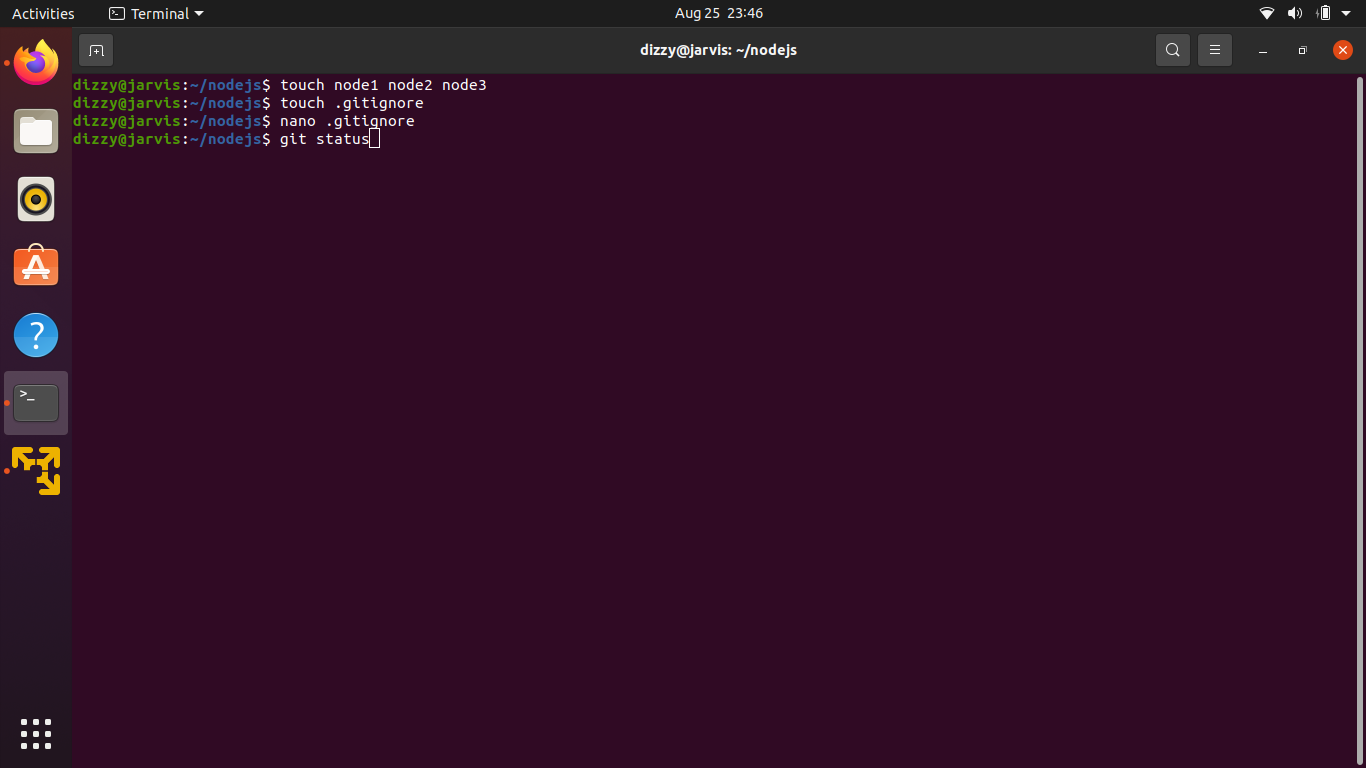 Activities
Terminal
Aug 25 23:46
dizzy@jarvis: ~/nodejs
dizzy@jarvis:~/nodejs$ touch node1 node2 node3
dizzy@jarvis:~/nodejs$ touch .gitignore
dizzy@jarvis:~/nodejs$ nano .gitignore
dizzy@jarvis:~/nodejs$ git status